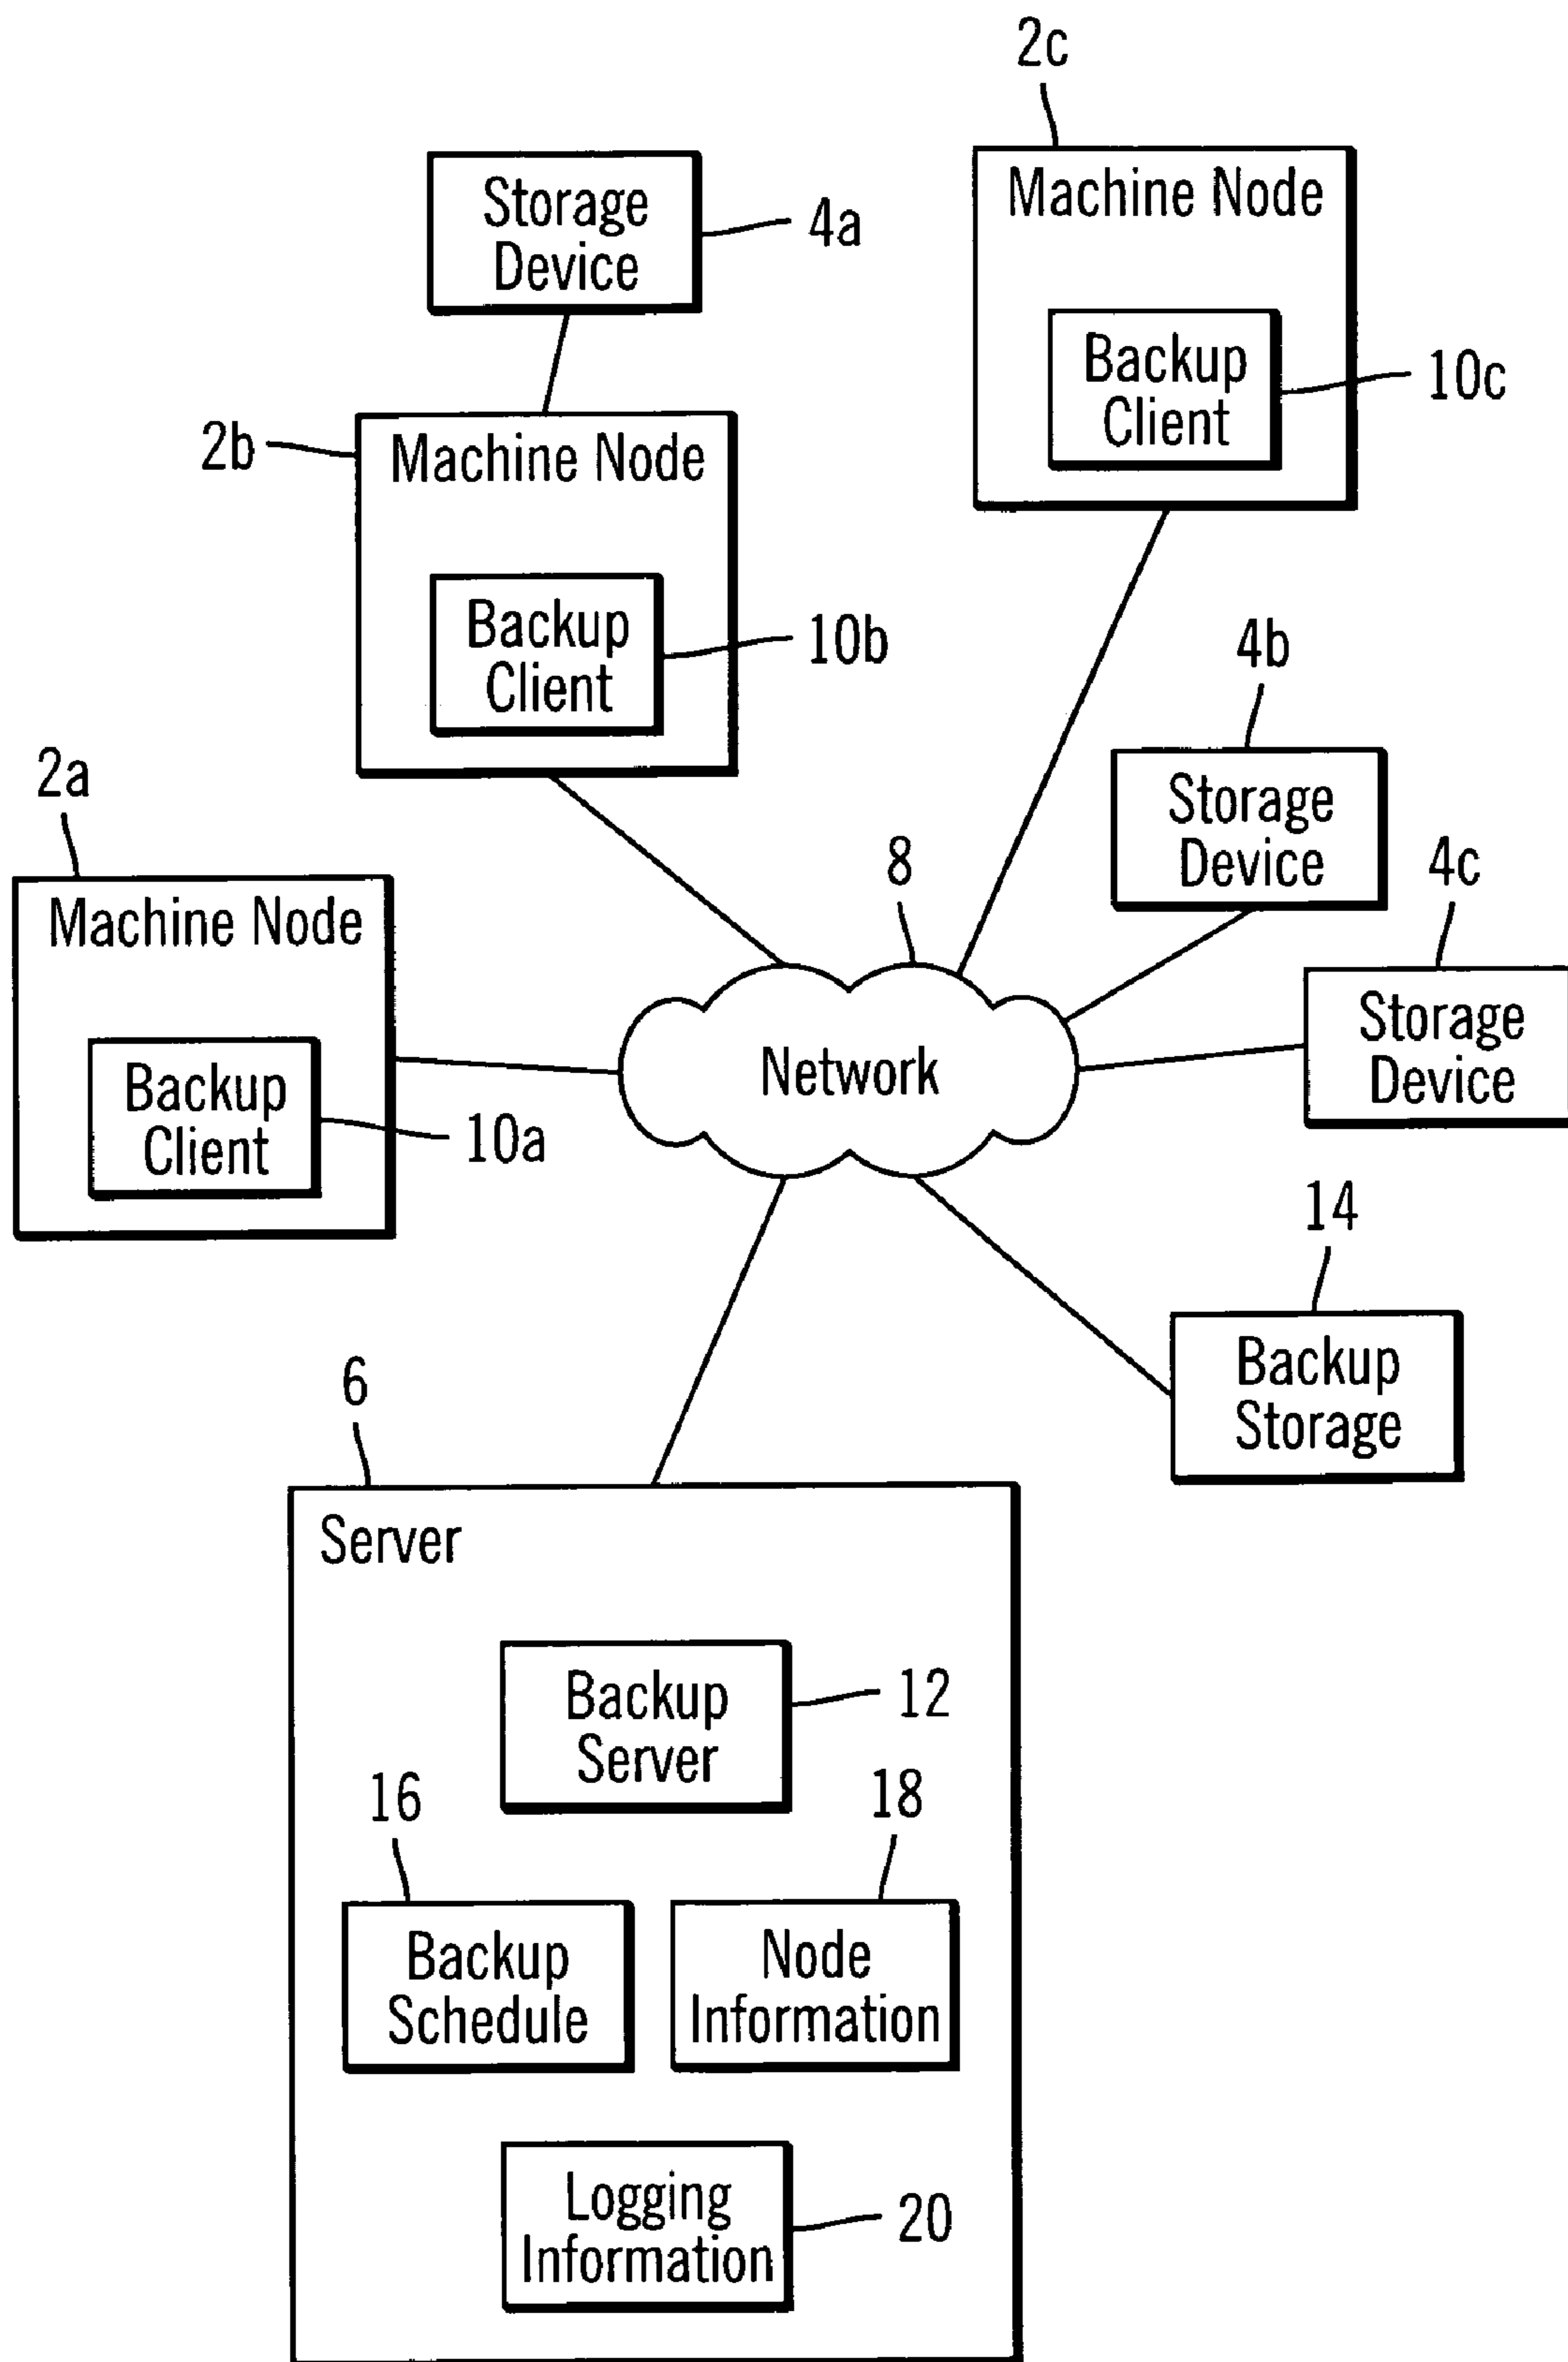 2c
Storage
Device
4a
Machine Node
Backup
Client
10c
2b
Machine Node
Backup
Client
10b
4b
Storage
Device
2a
Machine Node
Backup
Client
10a
8
Network
4c
Storage
Device
14
Backup
Storage
6
Server
Backup
Server
12
16
Backup
Schedule
18
Node
Information
Logging
Information
20